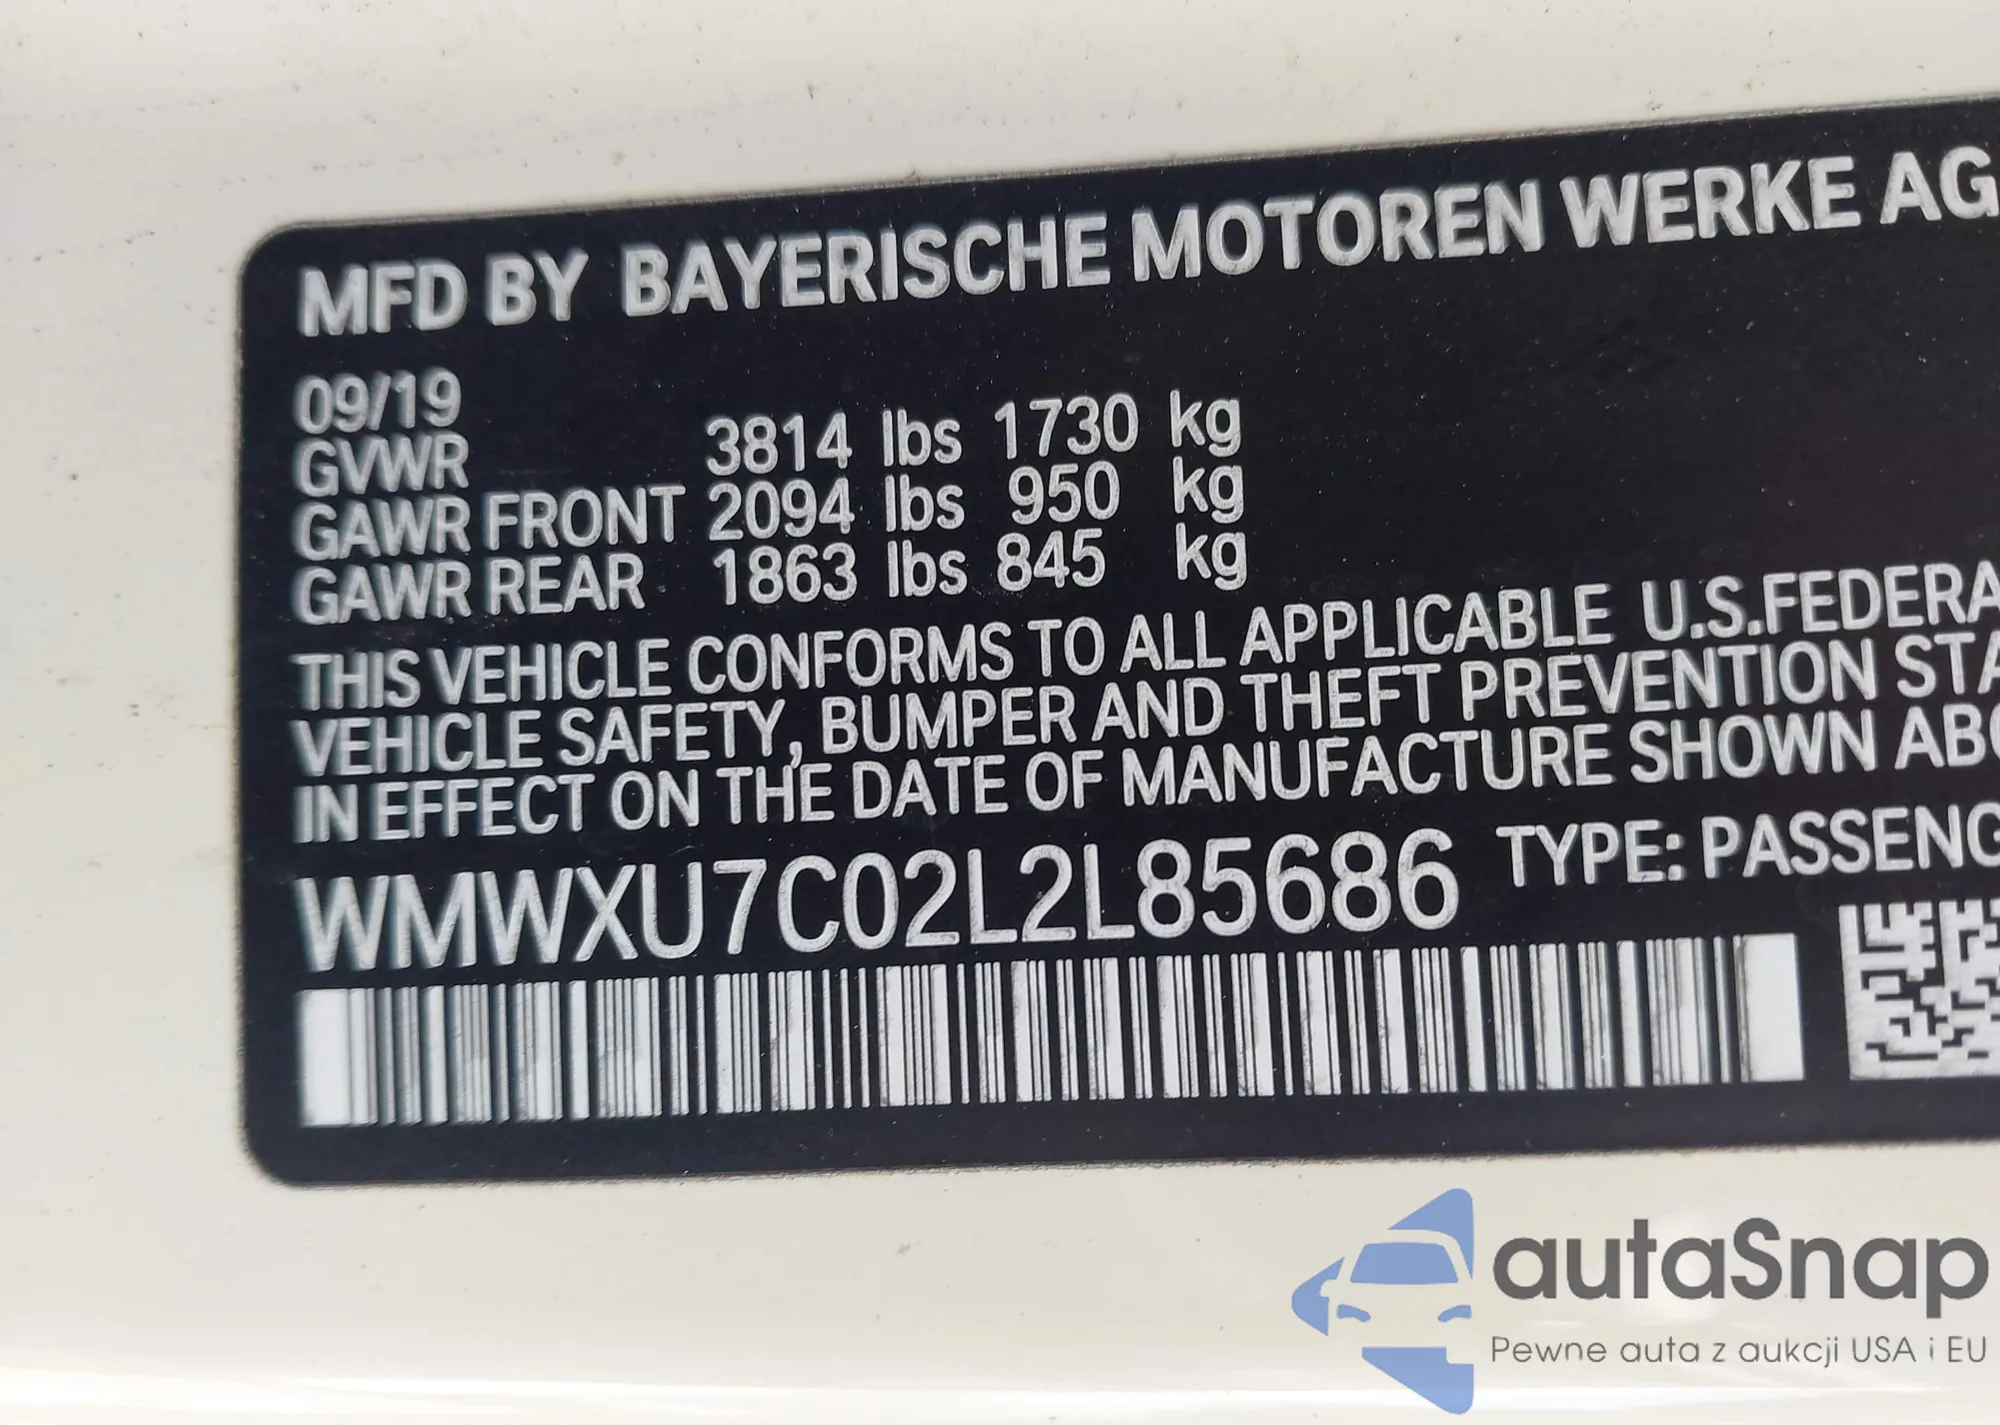 MFD BY BAYERISCHE MOTOREN WERKE AG
09/19
GVWR 3814 lbs 1730 kg
GAWR FRONT 2094 lbs 950 kg
GAWR REAR 1863 lbs 845 kg
THIS VEHICLE CONFORMS TO ALL APPLICABLE U.S.FEDERA
VEHICLE SAFETY, BUMPER AND THEFT PREVENTION STA
IN EFFECT ON THE DATE OF MANUFACTURE SHOWN ABO
WMWXU7C02L2L85686 TYPE: PASSENG
autaSnap
Pewne auta z aukcji USA i EU